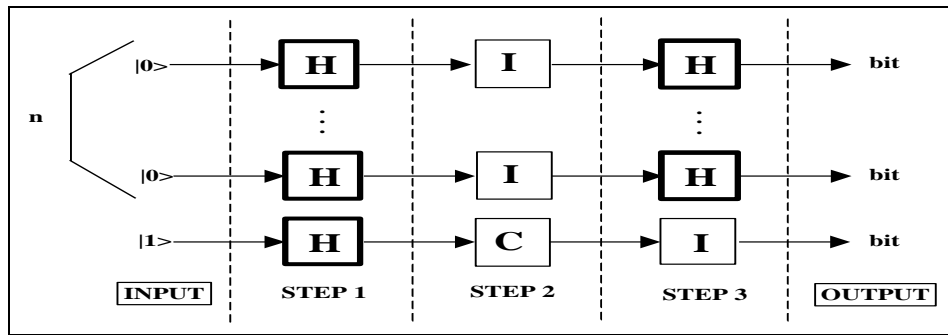 |0> H I H bit
n
|0> H I H bit
|1> H C I bit
INPUT STEP 1 STEP 2 STEP 3 OUTPUT